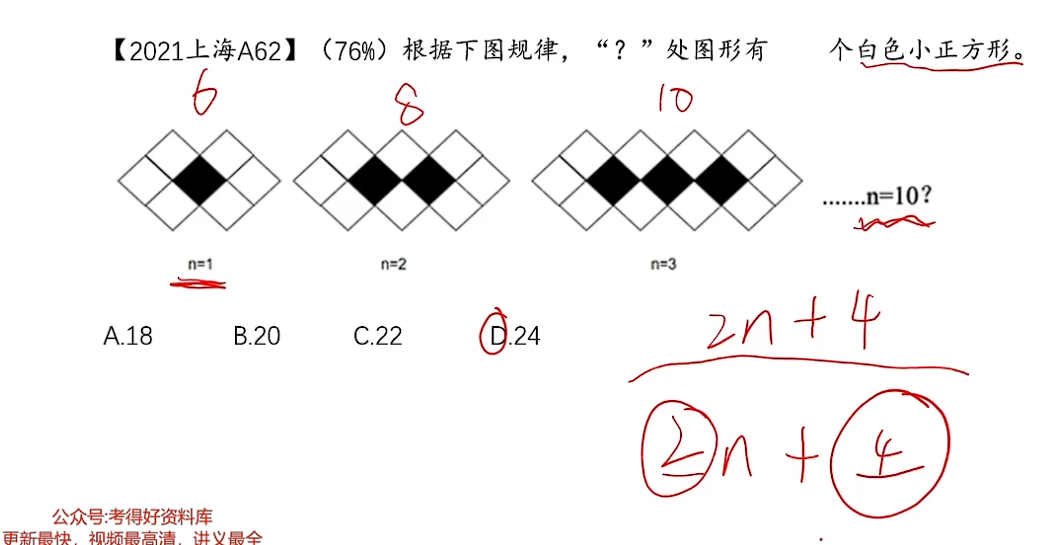 【2021上海A62】（76%）根据下图规律，“？”处图形有 个白色小正方形。
6 8 10
.......n=10?
n=1 n=2 n=3
A.18 B.20 C.22 D.24
2n+4
2n+4
公众号:考得好资料库
更新最快，视频最高清，讲义最全